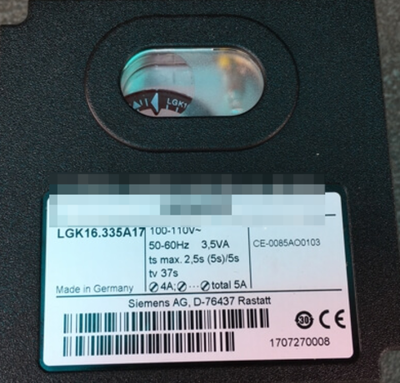 LGK1
LGK16.335A17
100-110V~
50-60Hz 3,5VA
ts max. 2,5s (5s)/5s
tv 37s
4A; ··· total 5A
CE-0085AO0103
Made in Germany
Siemens AG, D-76437 Rastatt
30 CE
1707270008